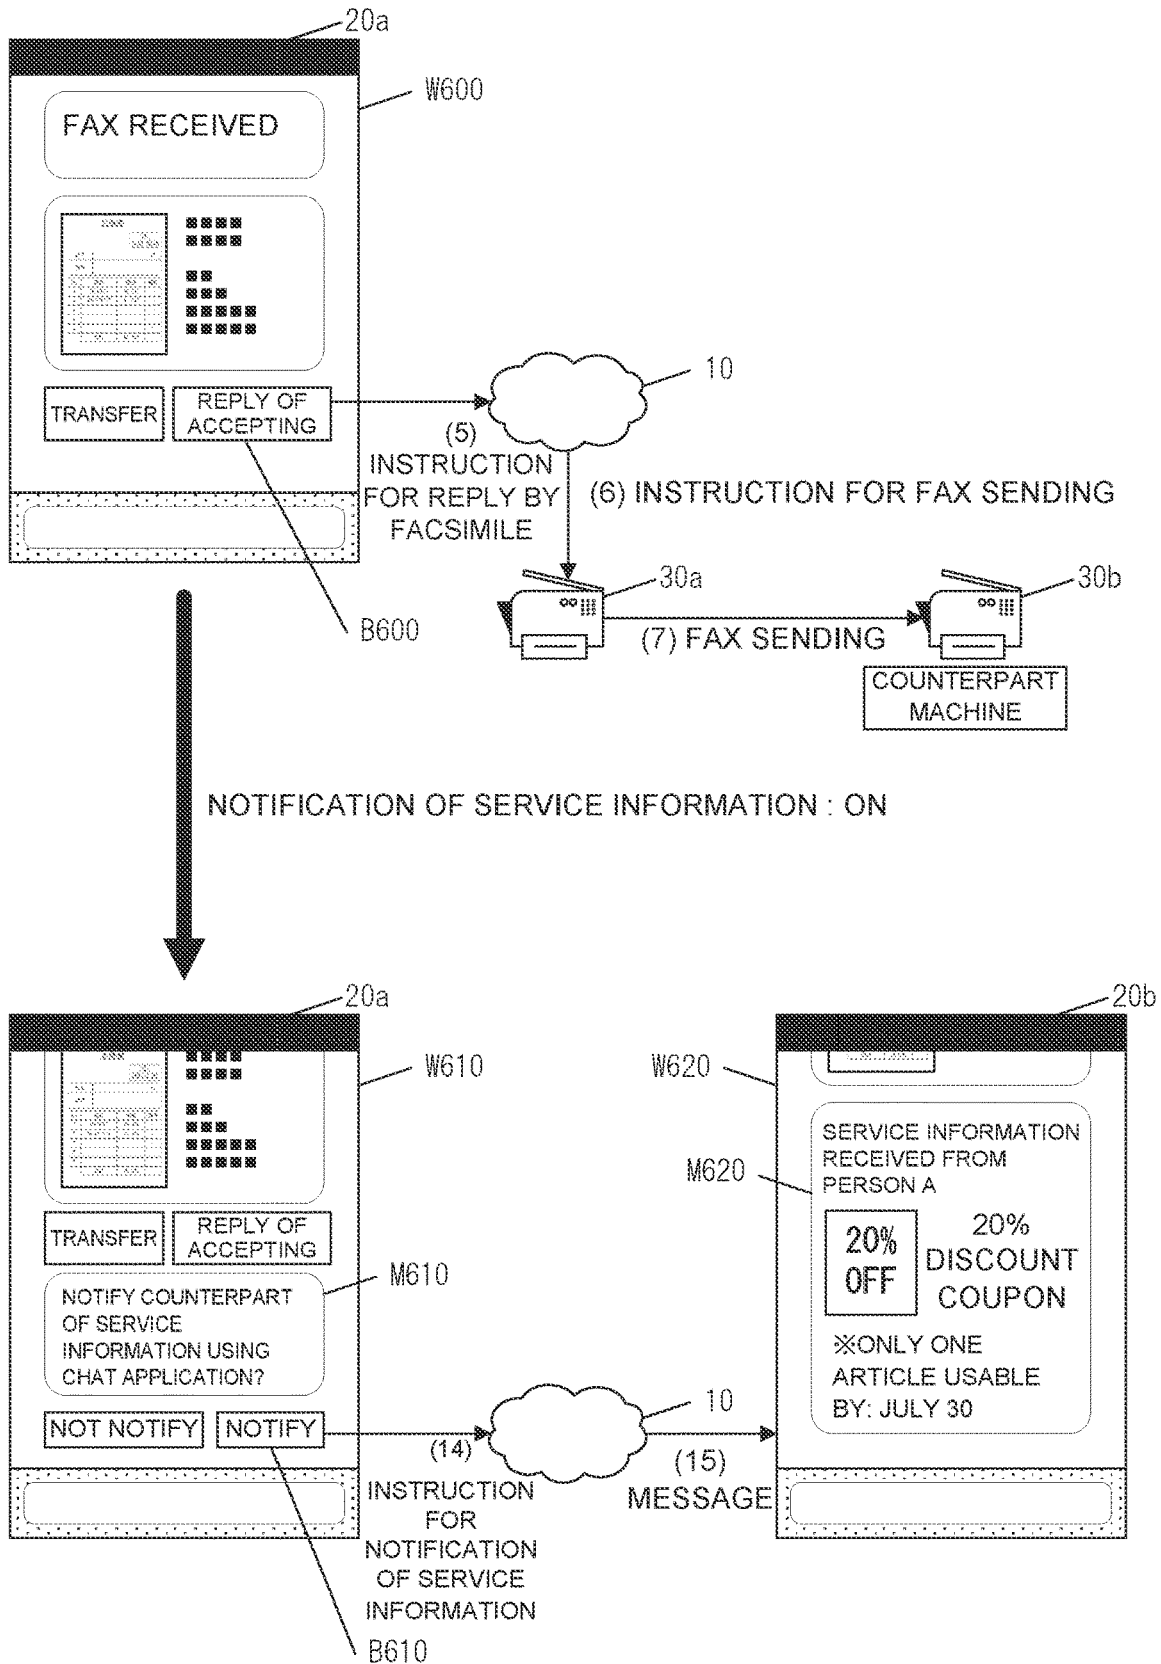 20a
W600
FAX RECEIVED
TRANSFER
REPLY OF
ACCEPTING
10
(5)
INSTRUCTION
FOR REPLY BY
FACSIMILE
(6) INSTRUCTION FOR FAX SENDING
30a
30b
B600
(7) FAX SENDING
COUNTERPART
MACHINE
NOTIFICATION OF SERVICE INFORMATION : ON
20a
W610
TRANSFER
REPLY OF
ACCEPTING
M610
NOTIFY COUNTERPART
OF SERVICE
INFORMATION USING
CHAT APPLICATION?
NOT NOTIFY
NOTIFY
10
(14)
INSTRUCTION
FOR
NOTIFICATION
OF SERVICE
INFORMATION
B610
(15)
MESSAGE
20b
W620
M620
SERVICE INFORMATION
RECEIVED FROM
PERSON A
20%
OFF
20%
DISCOUNT
COUPON
※ONLY ONE
ARTICLE USABLE
BY: JULY 30